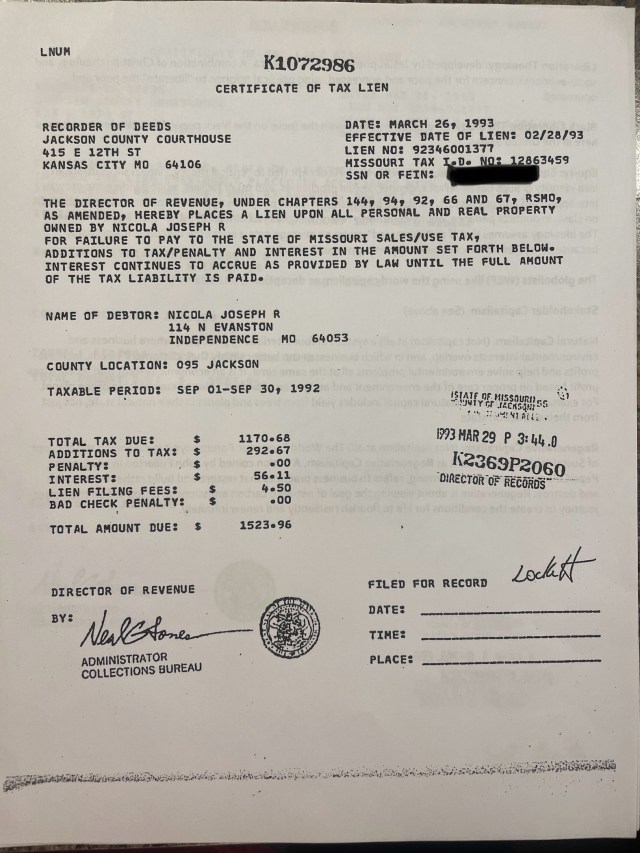 LNUM
K1072986
CERTIFICATE OF TAX LIEN
RECORDER OF DEEDS
JACKSON COUNTY COURTHOUSE
415 E 12TH ST
KANSAS CITY MO 64106
DATE: MARCH 26, 1993
EFFECTIVE DATE OF LIEN: 02/28/93
LIEN NO: 92346001377
MISSOURI TAX I.D. NO: 12863459
SSN OR FEIN:
THE DIRECTOR OF REVENUE, UNDER CHAPTERS 144, 94, 92, 66 AND 67, RSMO,
AS AMENDED, HEREBY PLACES A LIEN UPON ALL PERSONAL AND REAL PROPERTY
OWNED BY NICOLA JOSEPH R
FOR FAILURE TO PAY TO THE STATE OF MISSOURI SALES/USE TAX,
ADDITIONS TO TAX/PENALTY AND INTEREST IN THE AMOUNT SET FORTH BELOW.
INTEREST CONTINUES TO ACCRUE AS PROVIDED BY LAW UNTIL THE FULL AMOUNT
OF THE TAX LIABILITY IS PAID.
NAME OF DEBTOR: NICOLA JOSEPH R
114 N EVANSTON
INDEPENDENCE MO 64053
COUNTY LOCATION: 095 JACKSON
TAXABLE PERIOD: SEP 01-SEP 30, 1992
STATE OF MISSOURI SS
COUNTY OF JACKSON
1993 MAR 29 P 3:44.0
K2369P2060
DIRECTOR OF RECORDS
TOTAL TAX DUE: $ 1170.68
ADDITIONS TO TAX: $ 292.67
PENALTY: $ .00
INTEREST: $ 56.11
LIEN FILING FEES: $ 4.50
BAD CHECK PENALTY: $ .00
TOTAL AMOUNT DUE: $ 1523.96
DIRECTOR OF REVENUE
BY:
ADMINISTRATOR
COLLECTIONS BUREAU
FILED FOR RECORD
DATE:
TIME:
PLACE: